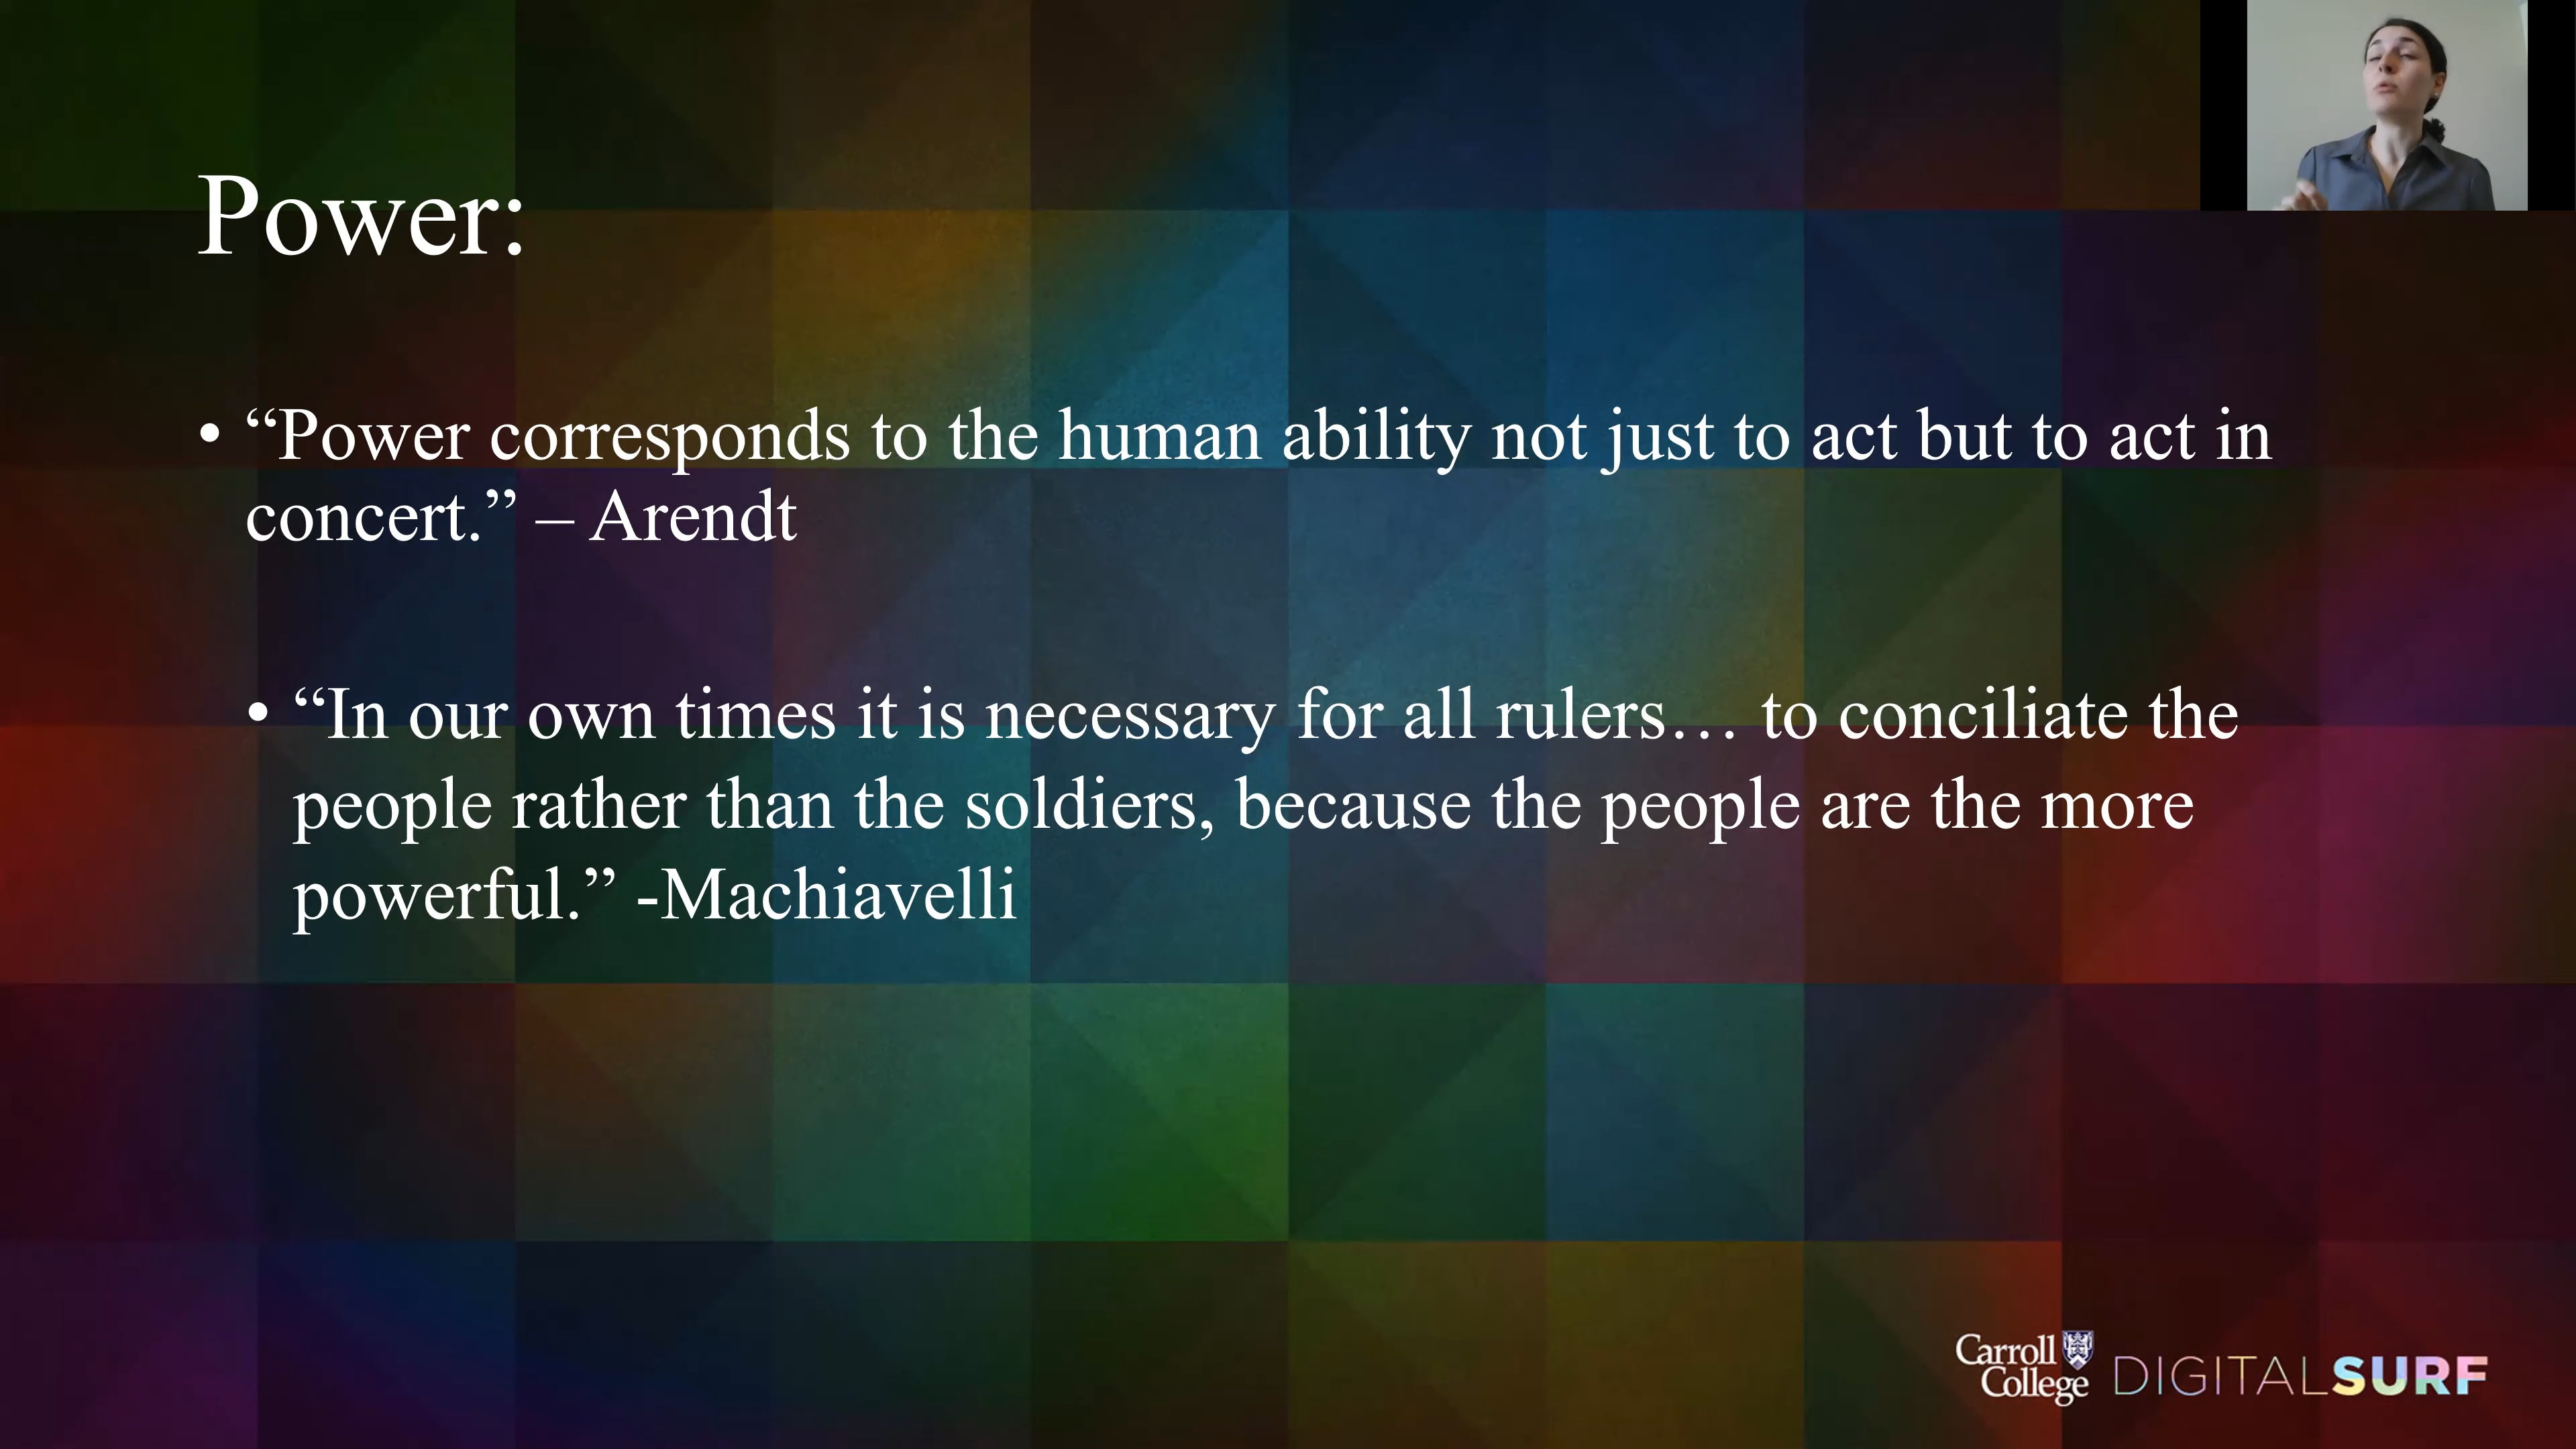 Power:
• “Power corresponds to the human ability not just to act but to act in
concert.” – Arendt
• “In our own times it is necessary for all rulers… to conciliate the
people rather than the soldiers, because the people are the more
powerful.” -Machiavelli
Carroll
College
DIGITALSURF